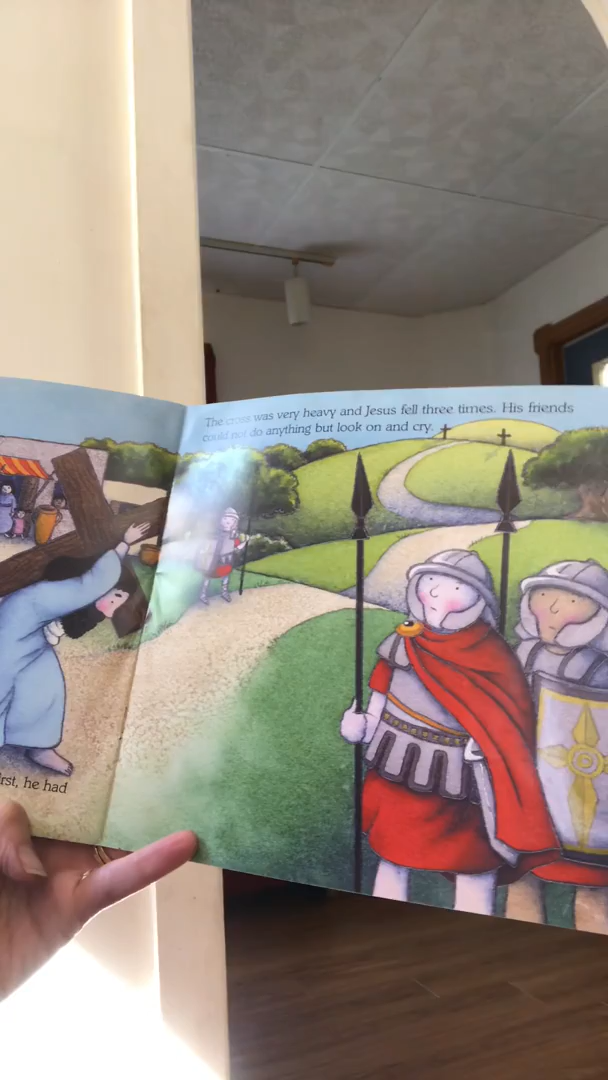 rst, he had
The cross was very heavy and Jesus fell three times. His friends
could not do anything but look on and cry.